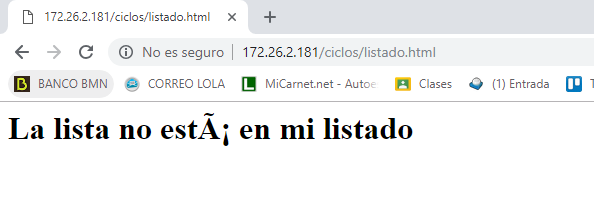 172.26.2.181/ciclos/listado.html
No es seguro 172.26.2.181/ciclos/listado.html
BANCO BMN CORREO LOLA MiCarnet.net - Autoe Clases (1) Entrada T
La lista no estÃ¡ en mi listado